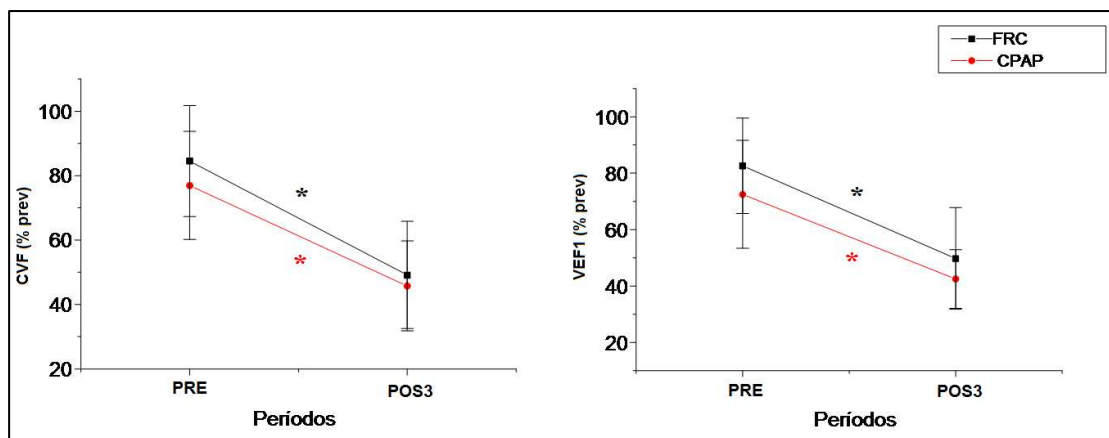 FRC
CPAP
CVF (% prev)
100
80
60
40
20
*
*
PRE
POS3
Períodos
VEF1 (% prev)
100
80
60
40
20
*
*
PRE
POS3
Períodos